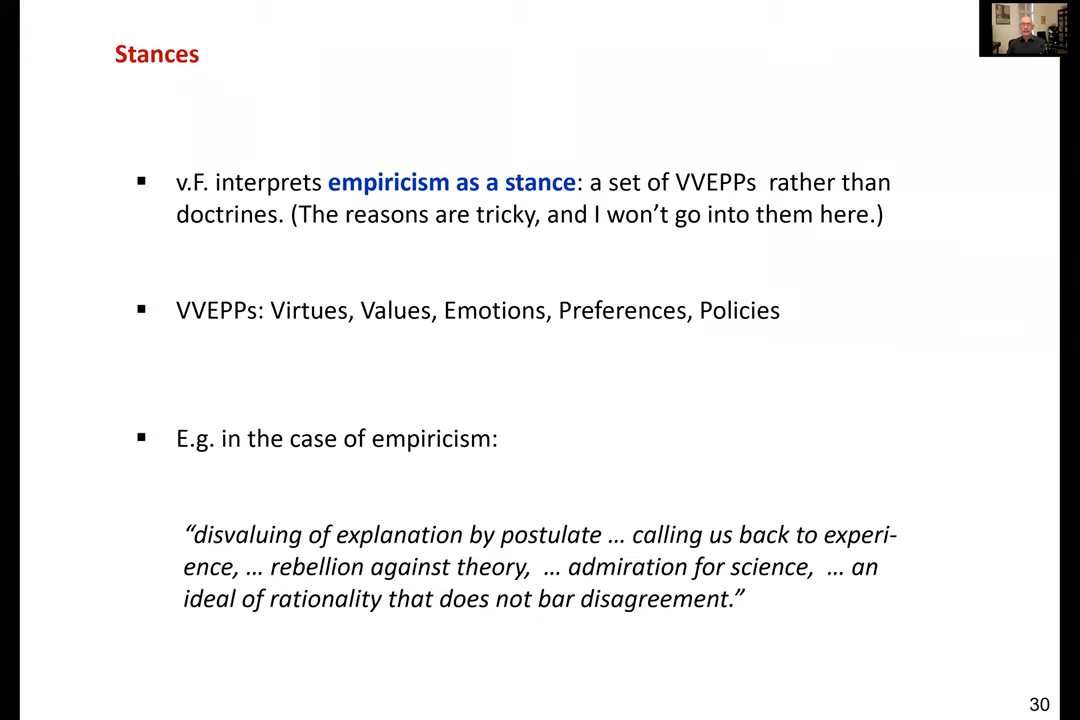 Stances
▪ v.F. interprets empiricism as a stance: a set of VVEPPs rather than
doctrines. (The reasons are tricky, and I won’t go into them here.)
▪ VVEPPs: Virtues, Values, Emotions, Preferences, Policies
▪ E.g. in the case of empiricism:
“disvaluing of explanation by postulate … calling us back to experi-
ence, … rebellion against theory, … admiration for science, … an
ideal of rationality that does not bar disagreement.”
30